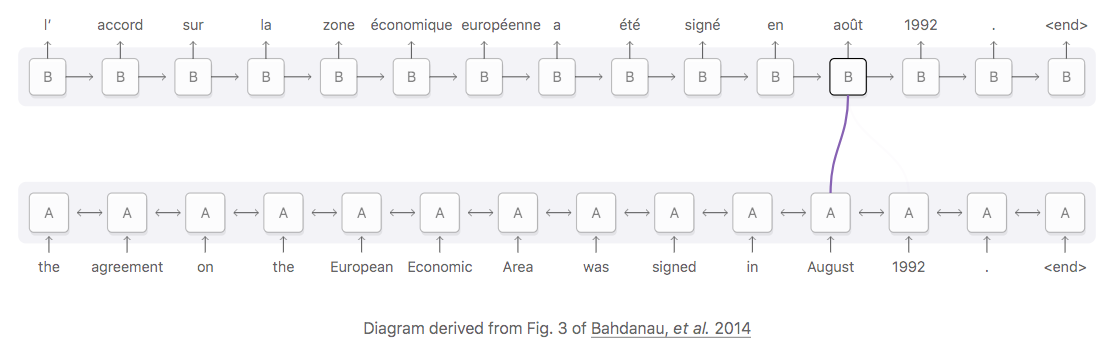 l' accord sur la zone économique européenne a été signé en août 1992 . <end>
B B B B B B B B B B B B B B B
A A A A A A A A A A A A A A
the agreement on the European Economic Area was signed in August 1992 . <end>
Diagram derived from Fig. 3 of Bahdanau, et al. 2014